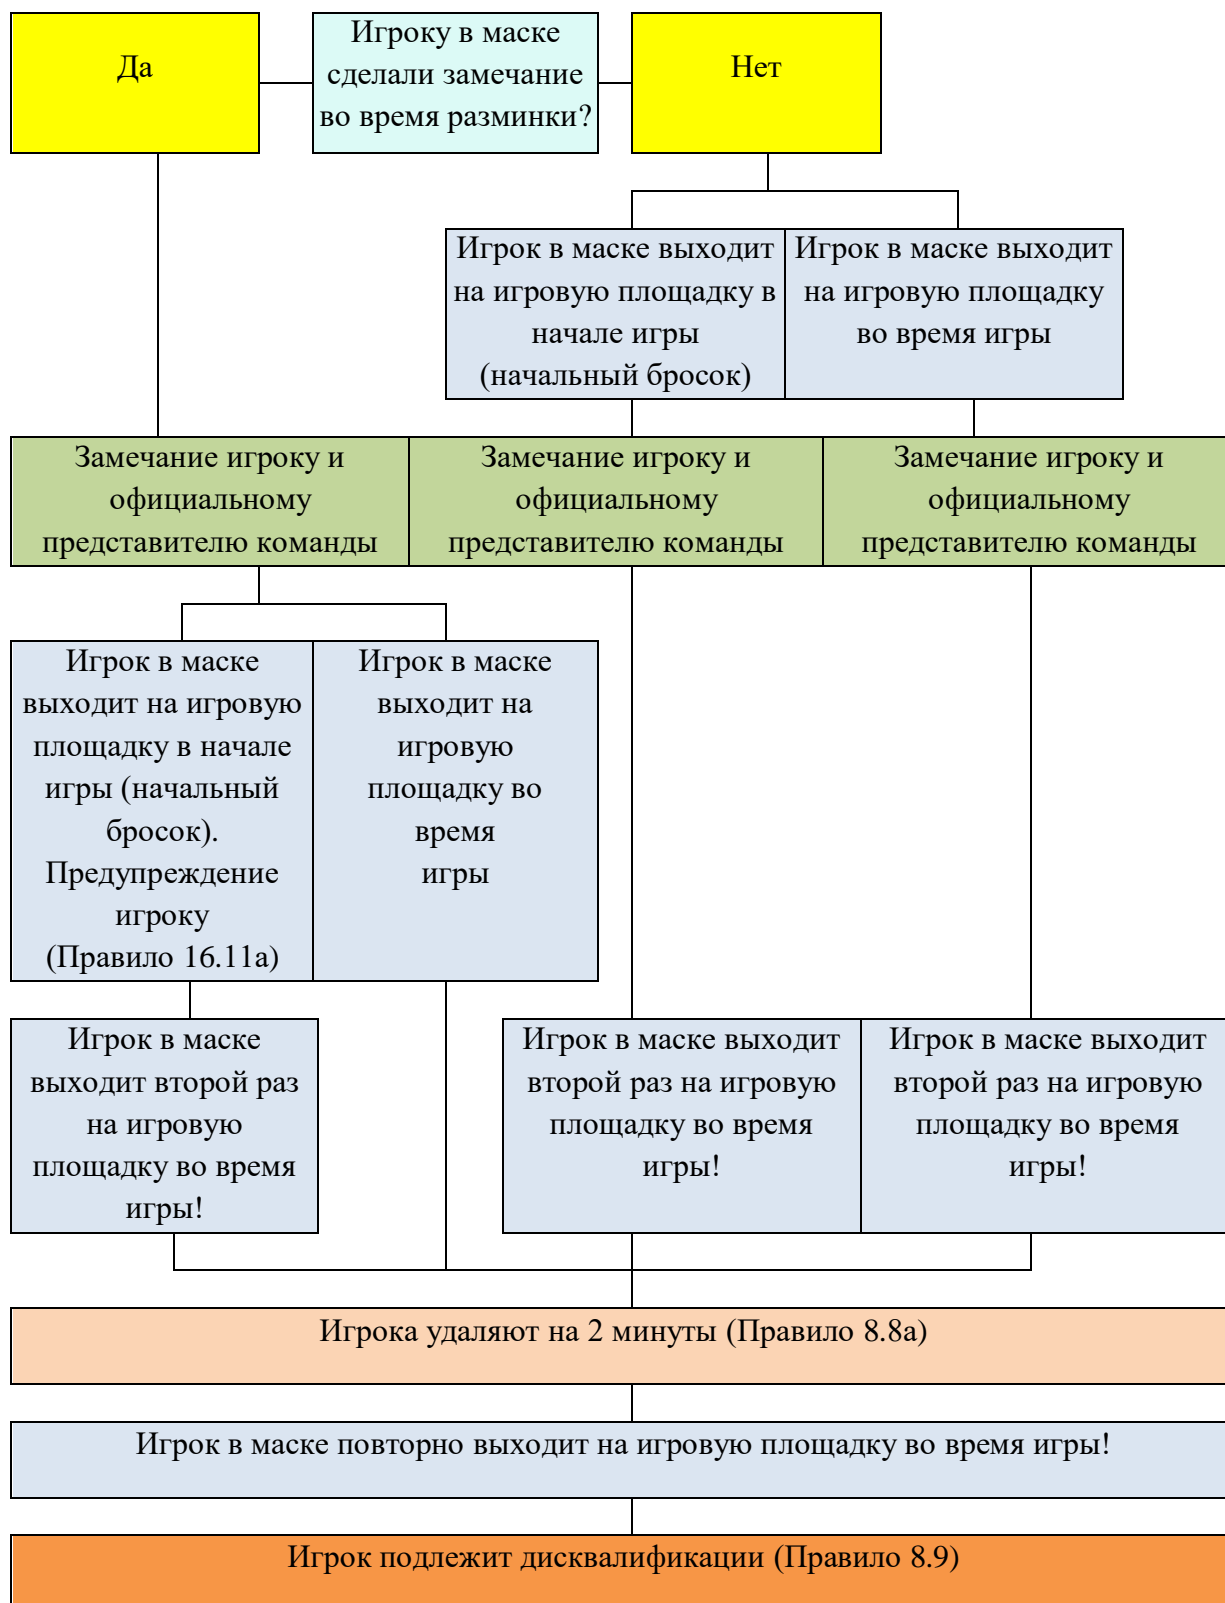 Да
Игроку в маске
сделали замечание
во время разминки?
Нет
Игрок в маске выходит
на игровую площадку в
начале игры
(начальный бросок)
Игрок в маске выходит
на игровую площадку
во время игры
Замечание игроку и
официальному
представителю команды
Замечание игроку и
официальному
представителю команды
Замечание игроку и
официальному
представителю команды
Игрок в маске
выходит на игровую
площадку в начале
игры (начальный
бросок).
Предупреждение
игроку
(Правило 16.11а)
Игрок в маске
выходит на
игровую
площадку во
время
игры
Игрок в маске
выходит второй раз
на игровую
площадку во время
игры!
Игрок в маске выходит
второй раз на игровую
площадку во время
игры!
Игрок в маске выходит
второй раз на игровую
площадку во время
игры!
Игрока удаляют на 2 минуты (Правило 8.8а)
Игрок в маске повторно выходит на игровую площадку во время игры!
Игрок подлежит дисквалификации (Правило 8.9)